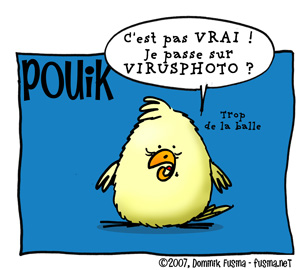 C'est pas VRAI !
Je passe sur
VIRUSPHOTO ?
POUiK
Trop
de la balle
©2007, Dominik Fusina - fusina.net